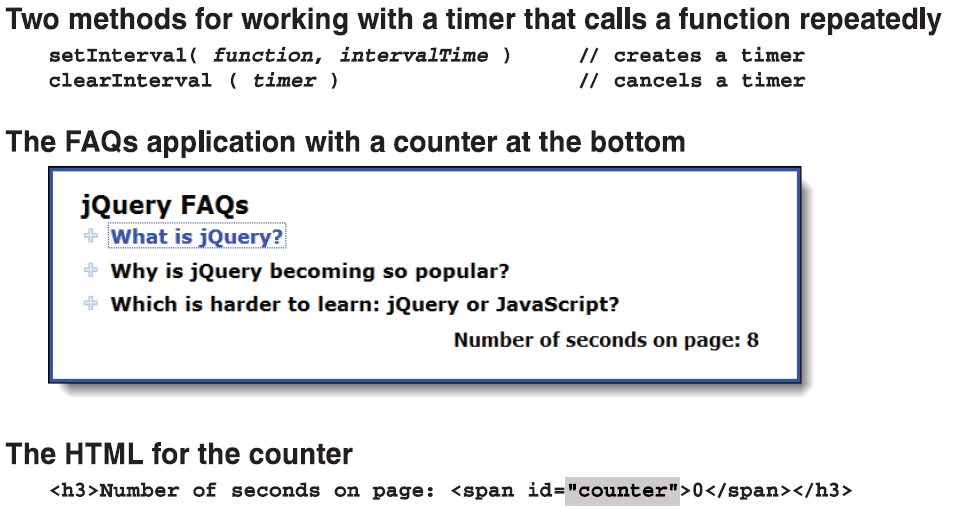 Two methods for working with a timer that calls a function repeatedly
setInterval( function, intervalTime ) // creates a timer
clearInterval ( timer ) // cancels a timer
The FAQs application with a counter at the bottom
jQuery FAQs
What is jQuery?
Why is jQuery becoming so popular?
Which is harder to learn: jQuery or JavaScript?
Number of seconds on page: 8
The HTML for the counter
<h3>Number of seconds on page: <span id="counter">0</span></h3>